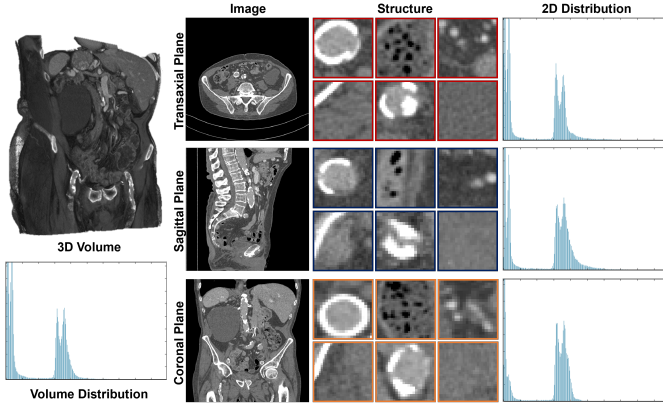 Image
Structure
2D Distribution
Transaxial Plane
Sagittal Plane
Coronal Plane
3D Volume
Volume Distribution